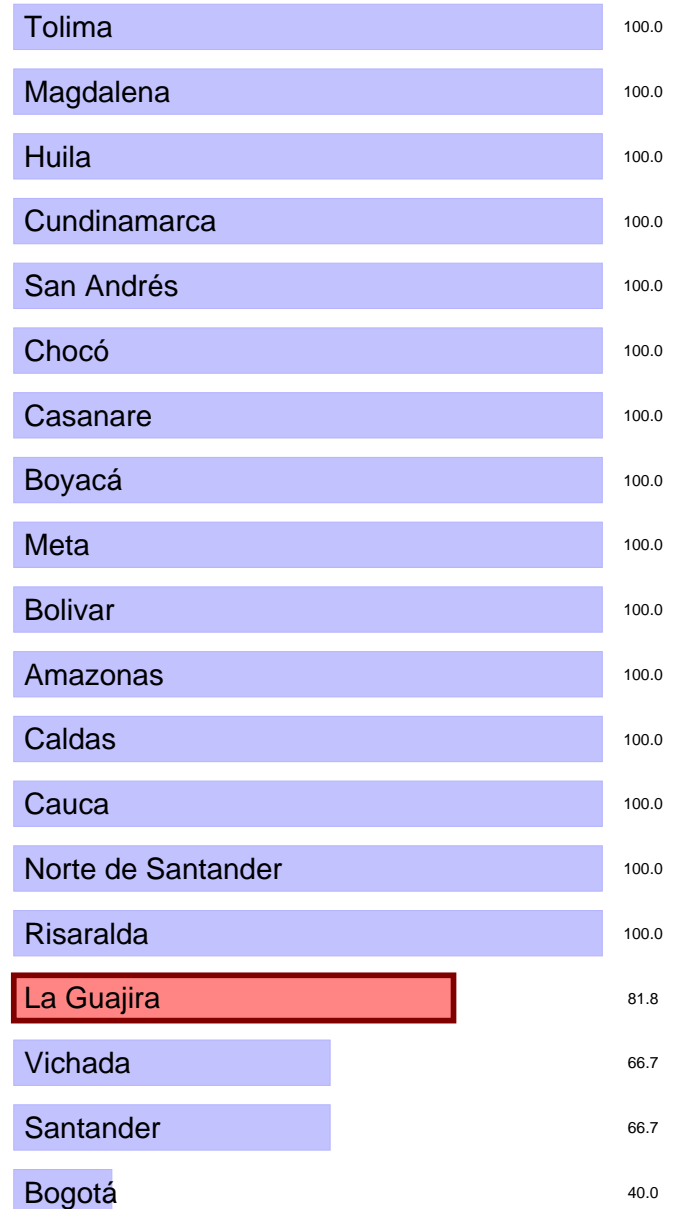 Tolima 100.0
Magdalena 100.0
Huila 100.0
Cundinamarca 100.0
San Andrés 100.0
Chocó 100.0
Casanare 100.0
Boyacá 100.0
Meta 100.0
Bolivar 100.0
Amazonas 100.0
Caldas 100.0
Cauca 100.0
Norte de Santander 100.0
Risaralda 100.0
La Guajira 81.8
Vichada 66.7
Santander 66.7
Bogotá 40.0